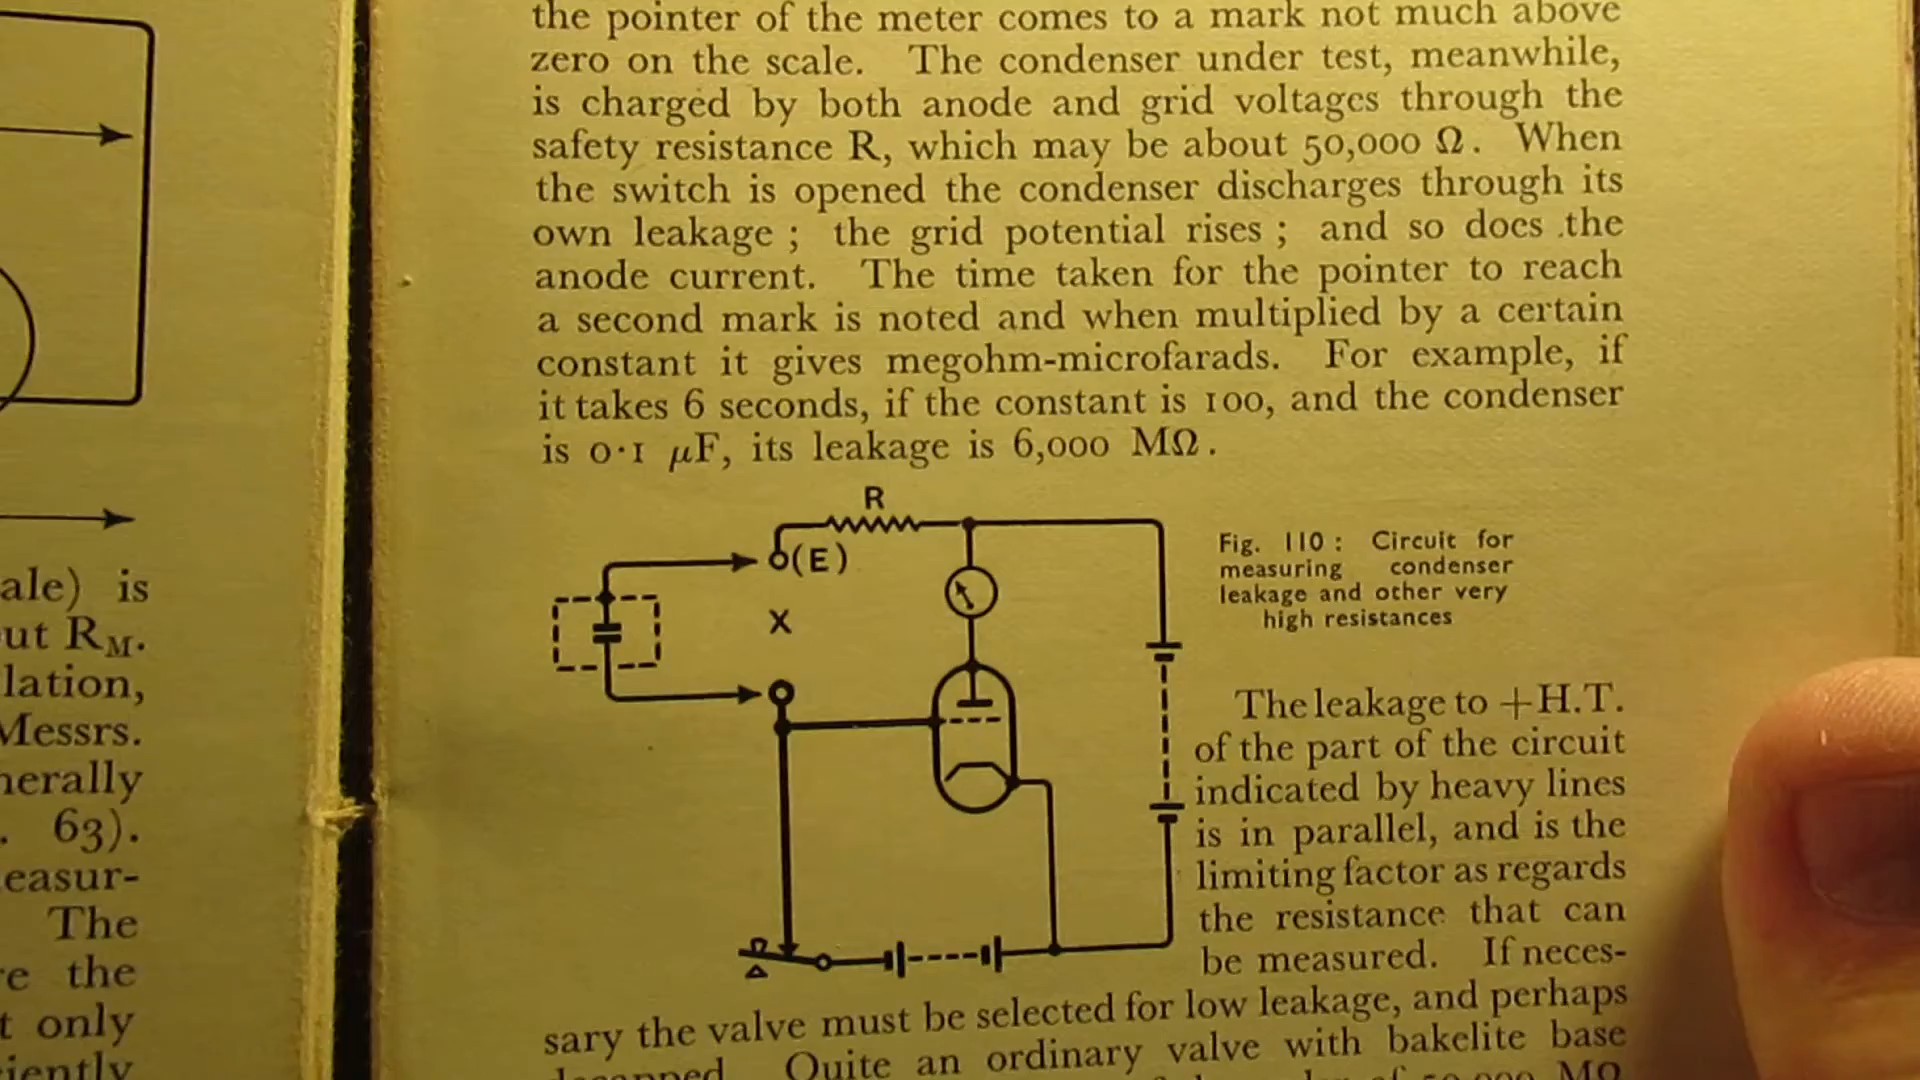 ale) is
ut R_M.
lation,
Messrs.
nerally
. 63).
easur-
The
re the
t only
iently
the pointer of the meter comes to a mark not much above
zero on the scale. The condenser under test, meanwhile,
is charged by both anode and grid voltages through the
safety resistance R, which may be about 50,000 Ω. When
the switch is opened the condenser discharges through its
own leakage ; the grid potential rises ; and so does the
anode current. The time taken for the pointer to reach
a second mark is noted and when multiplied by a certain
constant it gives megohm-microfarads. For example, if
it takes 6 seconds, if the constant is 100, and the condenser
is 0·1 μF, its leakage is 6,000 MΩ.
R
(E)
X
Fig. 110 : Circuit for
measuring condenser
leakage and other very
high resistances
The leakage to +H.T.
of the part of the circuit
indicated by heavy lines
is in parallel, and is the
limiting factor as regards
the resistance that can
be measured. If neces-
sary the valve must be selected for low leakage, and perhaps
Quite an ordinary valve with bakelite base